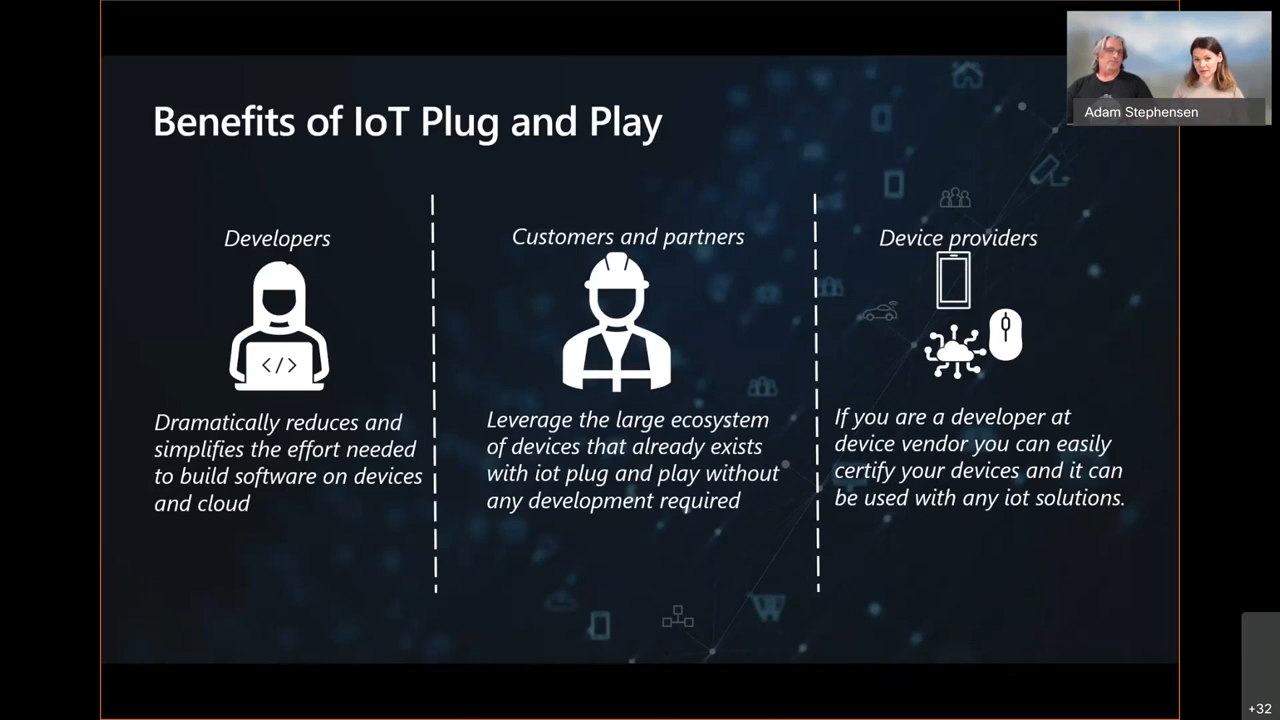 Benefits of IoT Plug and Play
Adam Stephensen
Developers
</>
Dramatically reduces and
simplifies the effort needed
to build software on devices
and cloud
Customers and partners
Leverage the large ecosystem
of devices that already exists
with iot plug and play without
any development required
Device providers
If you are a developer at
device vendor you can easily
certify your devices and it can
be used with any iot solutions.
+32